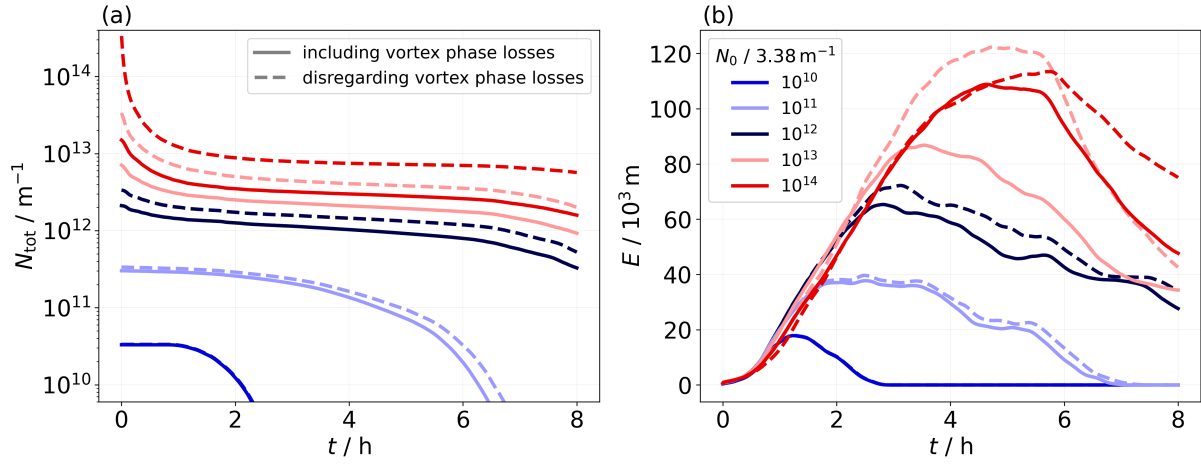 (a)
10^14
10^13
10^12
10^11
10^10
N_tot / m^−1
including vortex phase losses
disregarding vortex phase losses
0 2 4 6 8
t / h
(b)
120
100
80
60
40
20
0
E / 10^3 m
N_0 / 3.38 m^−1
10^10
10^11
10^12
10^13
10^14
0 2 4 6 8
t / h